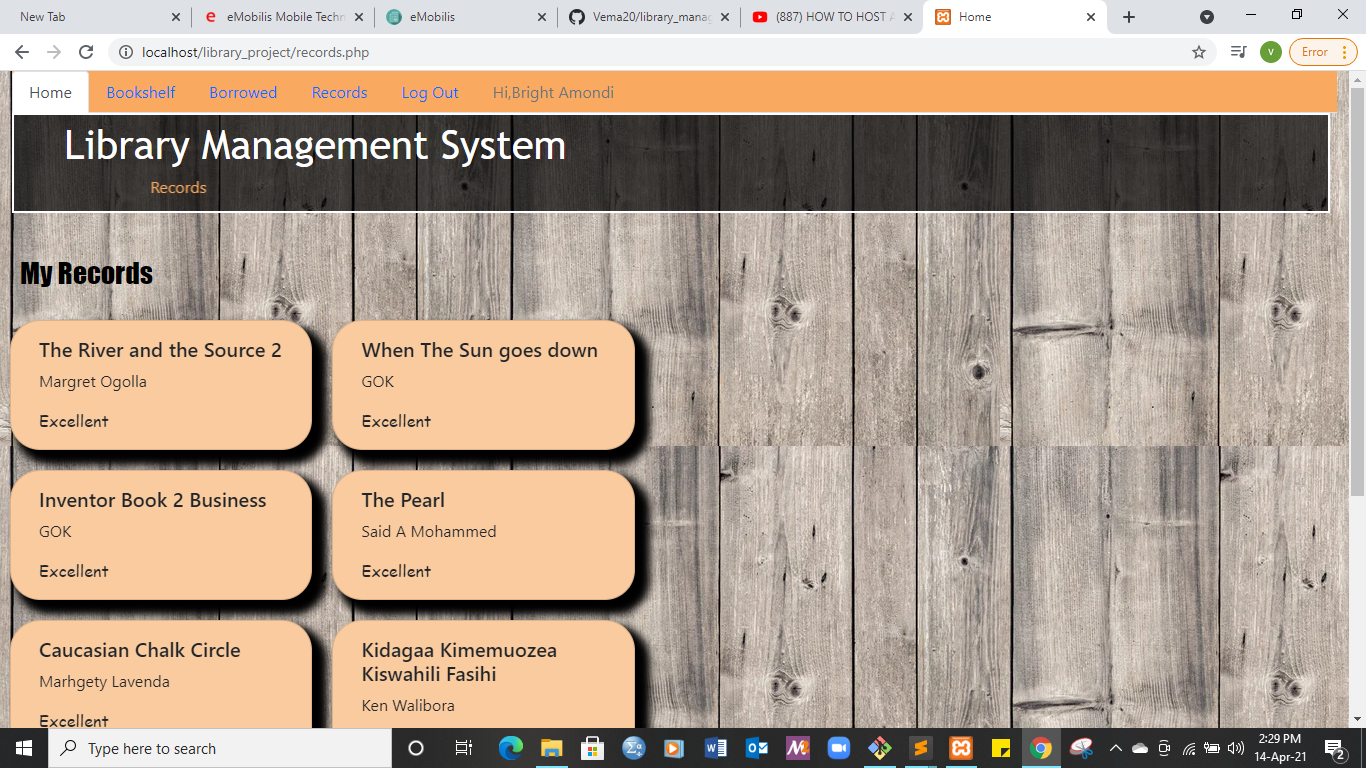 New Tab
eMobilis Mobile Techn
eMobilis
Vema20/library_manag
(887) HOW TO HOST A
Home
localhost/library_project/records.php
v
Error
Home
Bookshelf
Borrowed
Records
Log Out
Hi,Bright Amondi
Library Management System
Records
My Records
The River and the Source 2
Margret Ogolla
Excellent
When The Sun goes down
GOK
Excellent
Inventor Book 2 Business
GOK
Excellent
The Pearl
Said A Mohammed
Excellent
Caucasian Chalk Circle
Marhgety Lavenda
Excellent
Kidagaa Kimemuozea
Kiswahili Fasihi
Ken Walibora
Type here to search
2:29 PM
14-Apr-21
2